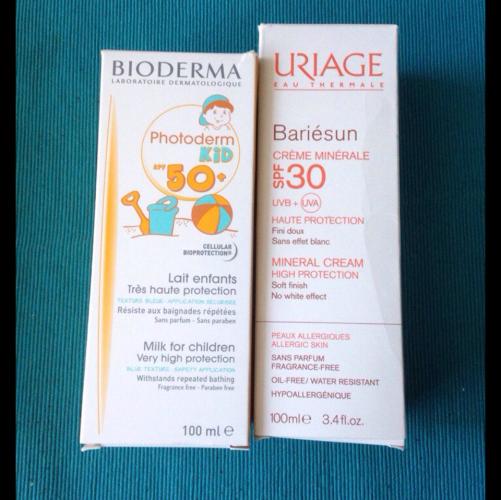 BIODERMA
LABORATOIRE DERMATOLOGIQUE
Photoderm
KiD
SPF 50+
CELLULAR
BIOPROTECTION®
Lait enfants
Très haute protection
TEXTURE BLEUE - APPLICATION SÉCURISÉE
Résiste aux baignades répétées
Sans parfum - Sans paraben
Milk for children
Very high protection
BLUE TEXTURE - SAFETY APPLICATION
Withstands repeated bathing
Fragrance free - Paraben free
100 ml e
URIAGE
EAU THERMALE
Bariésun
CRÈME MINÉRALE
SPF 30
UVB + UVA
HAUTE PROTECTION
Fini doux
Sans effet blanc
MINERAL CREAM
HIGH PROTECTION
Soft finish
No white effect
PEAUX ALLERGIQUES
ALLERGIC SKIN
SANS PARFUM
FRAGRANCE-FREE
OIL-FREE/ WATER RESISTANT
HYPOALLERGÉNIQUE
100ml e 3.4 fl.oz.